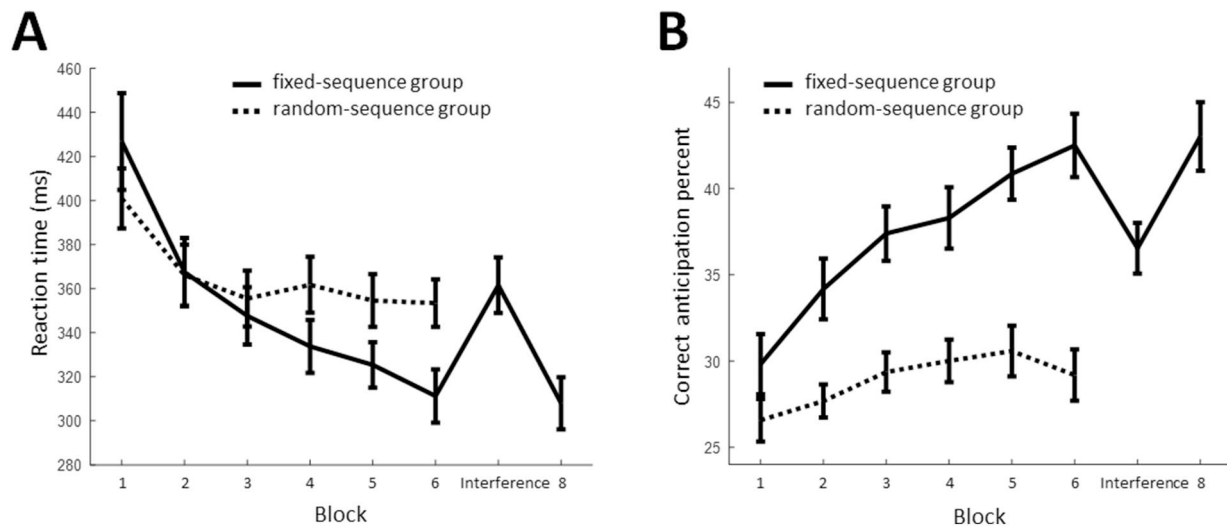 A
460
440
420
400
380
360
340
320
300
280
Reaction time (ms)
fixed-sequence group
random-sequence group
1 2 3 4 5 6 Interference 8
Block
B
45
40
35
30
25
Correct anticipation percent
fixed-sequence group
random-sequence group
1 2 3 4 5 6 Interference 8
Block